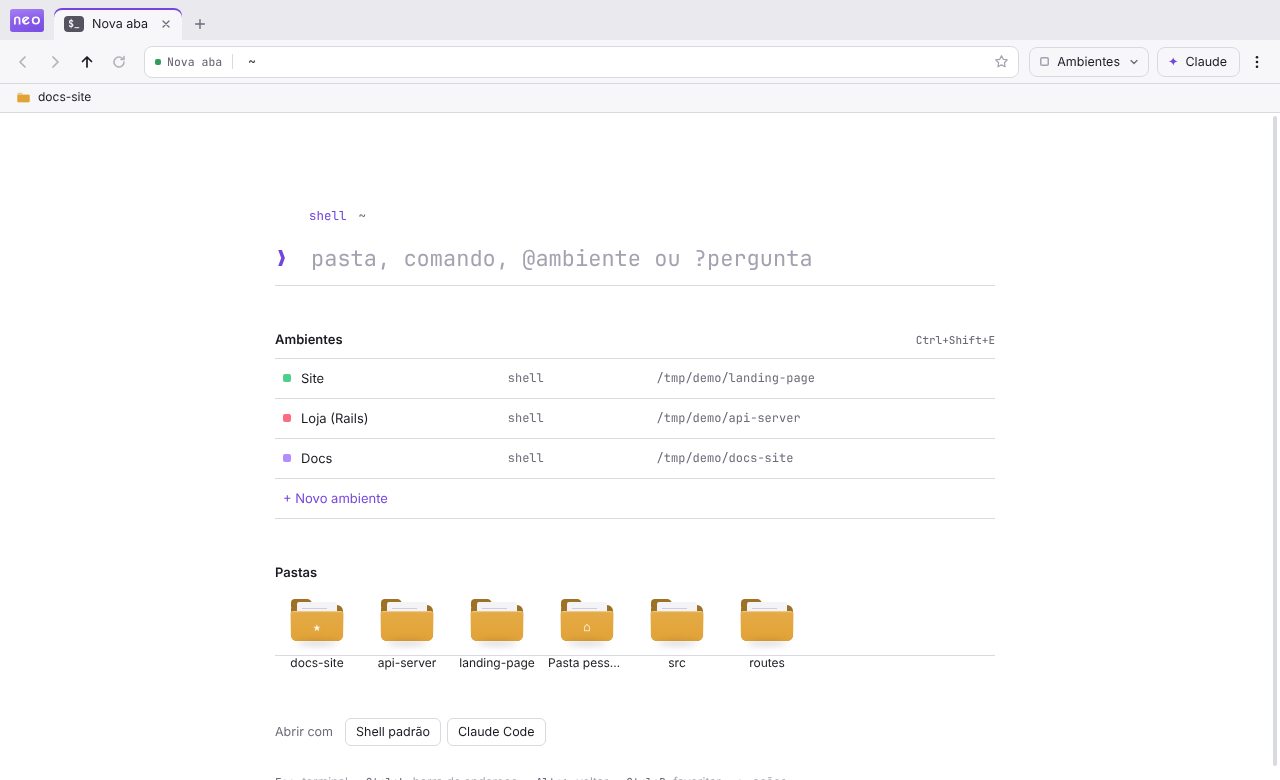 neo
$_ Nova aba
Nova aba ~
Ambientes
Claude
docs-site
shell ~
❯ pasta, comando, @ambiente ou ?pergunta
Ambientes Ctrl+Shift+E
Site shell /tmp/demo/landing-page
Loja (Rails) shell /tmp/demo/api-server
Docs shell /tmp/demo/docs-site
+ Novo ambiente
Pastas
docs-site api-server landing-page Pasta pess... src routes
Abrir com Shell padrão Claude Code